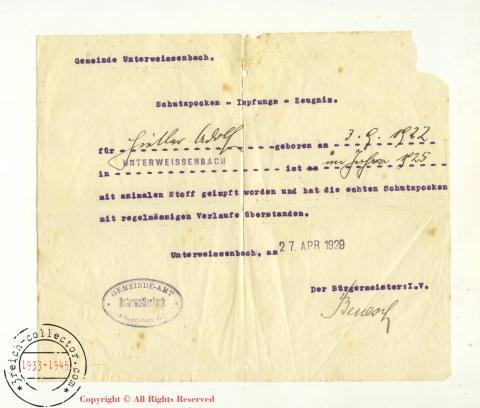 Gemeinde Unterweissenbach.
Schutzpocken - Impfungs - Zeugnis.
für Hitler Adolf geboren am 3. 9. 1922
in UNTERWEISSENBACH ist am im Jahre 1925
mit animalen Stoff geimpft worden und hat die echten Schutzpocken
mit regelmässigen Verlaufe überstanden.
Unterweissenbach, am 27. APR 1929
Der Bürgermeister:I.V.
GEMEINDE-AMT
Unterweißenbach
3reich-collector.com
1933-1945
Copyright © All Rights Reserved